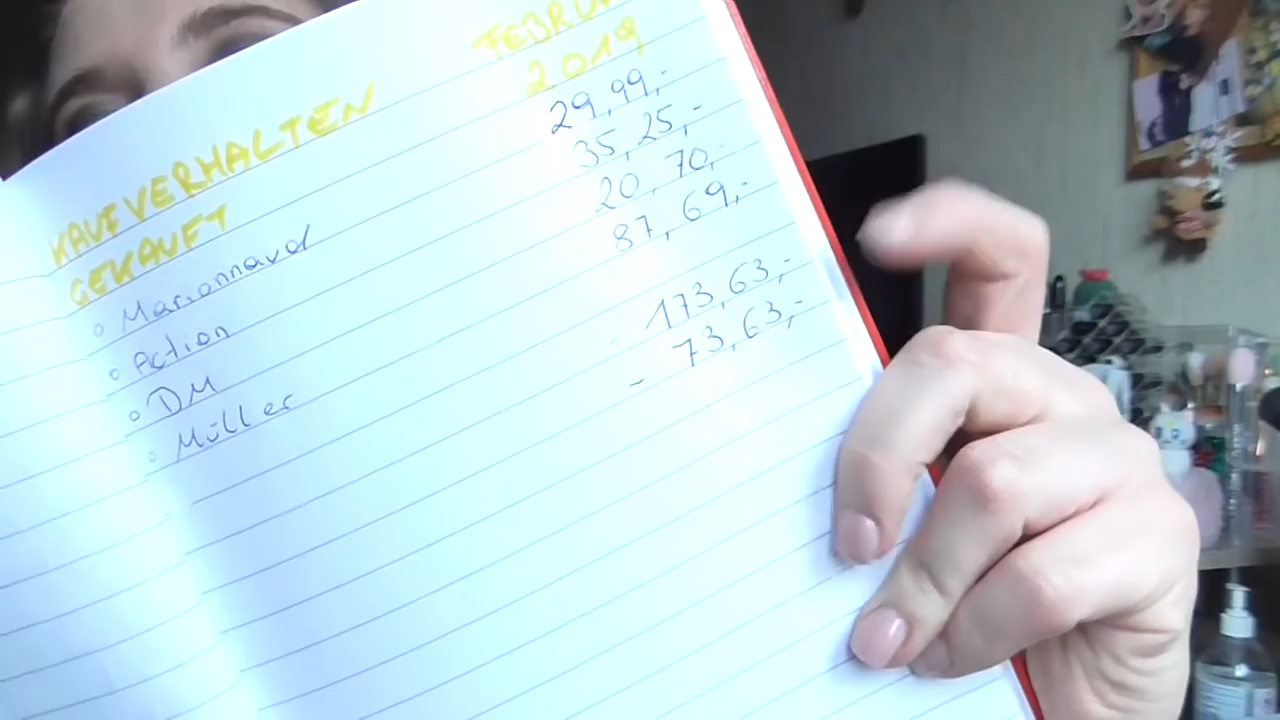 KAUFVERHALTEN FEBRUA
GEKAUFT 2019
° Marionnaud 29,99,-
° Action 35,25,-
° DM 20,70,-
° Müller 87,69,-
173,63,-
- 73,63,-